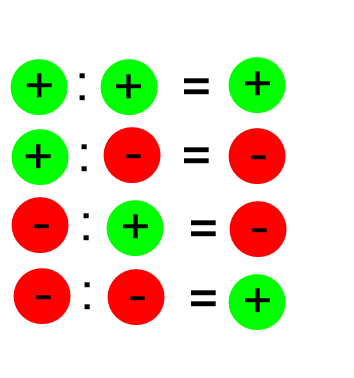 + : + = +
+ : - = -
- : + = -
- : - = +